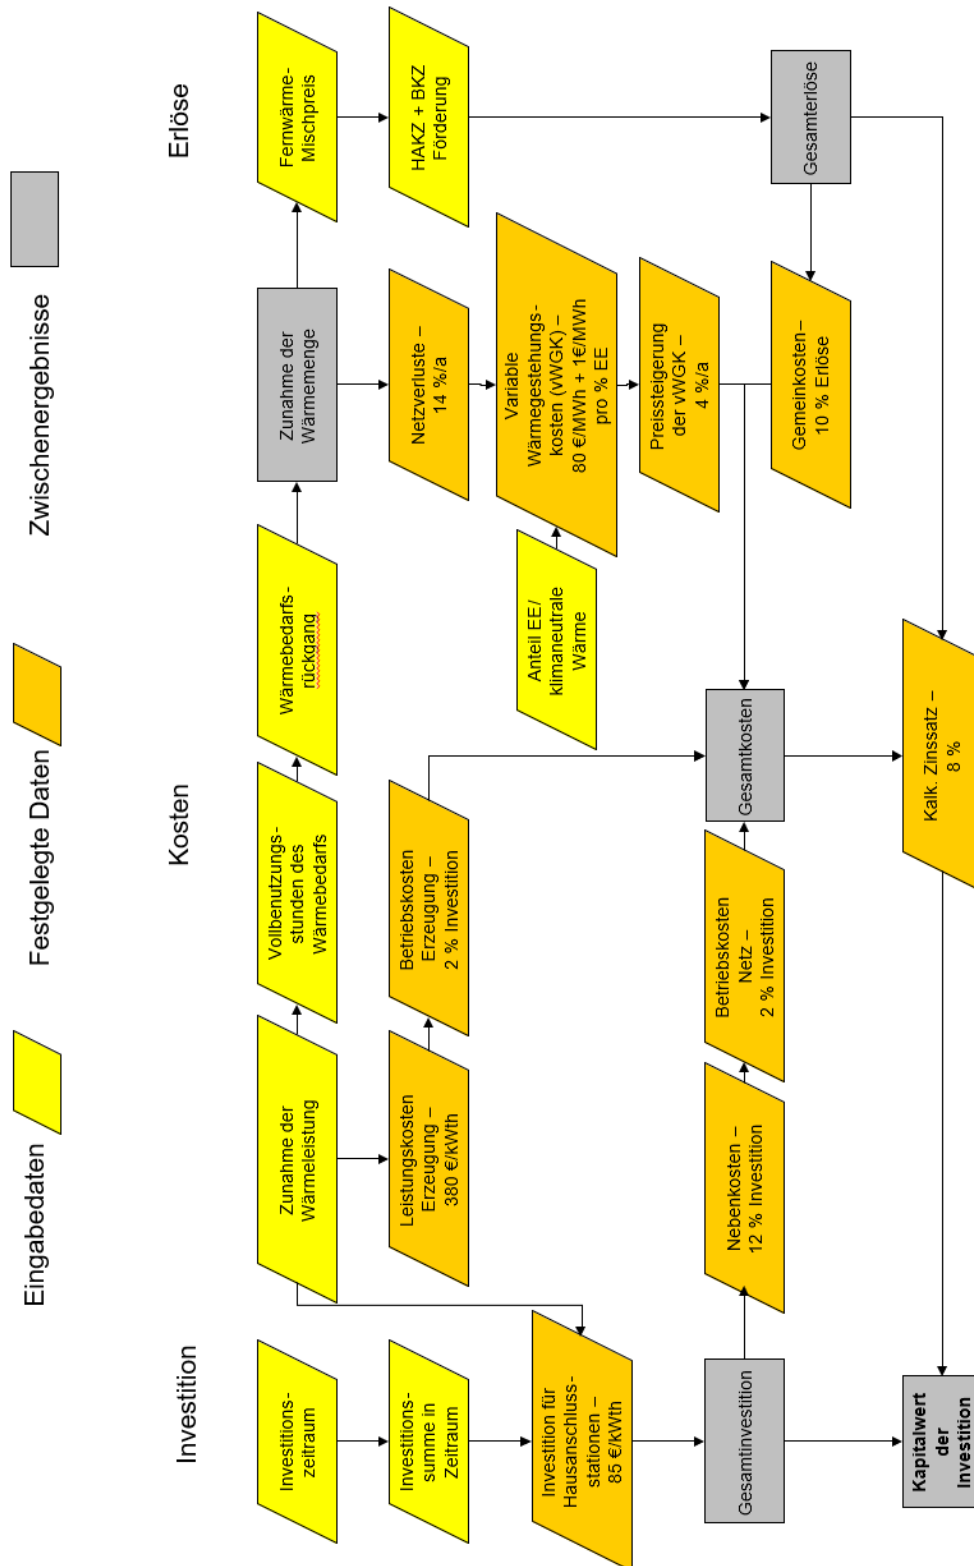 Eingabedaten
Festgelegte Daten
Zwischenergebnisse
Investition
Kosten
Erlöse
Investitions-
zeitraum
Zunahme der
Wärmeleistung
Vollbenutzungs-
stunden des
Wärmebedarfs
Wärmebedarfs-
rückgang
Zunahme der
Wärmemenge
Fernwärme-
Mischpreis
Investitions-
summe in
Zeitraum
Leistungskosten
Erzeugung –
380 €/kWth
Betriebskosten
Erzeugung –
2 % Investition
Netzverluste –
14 %/a
HAKZ + BKZ
Förderung
Investition für
Hausanschluss-
stationen –
85 €/kWth
Anteil EE/
klimaneutrale
Wärme
Variable
Wärmegestehungs-
kosten (vWGK) –
80 €/MWh + 1€/MWh
pro % EE
Preissteigerung
der vWGK –
4 %/a
Gesamtinvestition
Nebenkosten –
12 % Investition
Betriebskosten
Netz –
2 % Investition
Gesamtkosten
Gemeinkosten–
10 % Erlöse
Gesamterlöse
Kapitalwert
der
Investition
Kalk. Zinssatz –
8 %